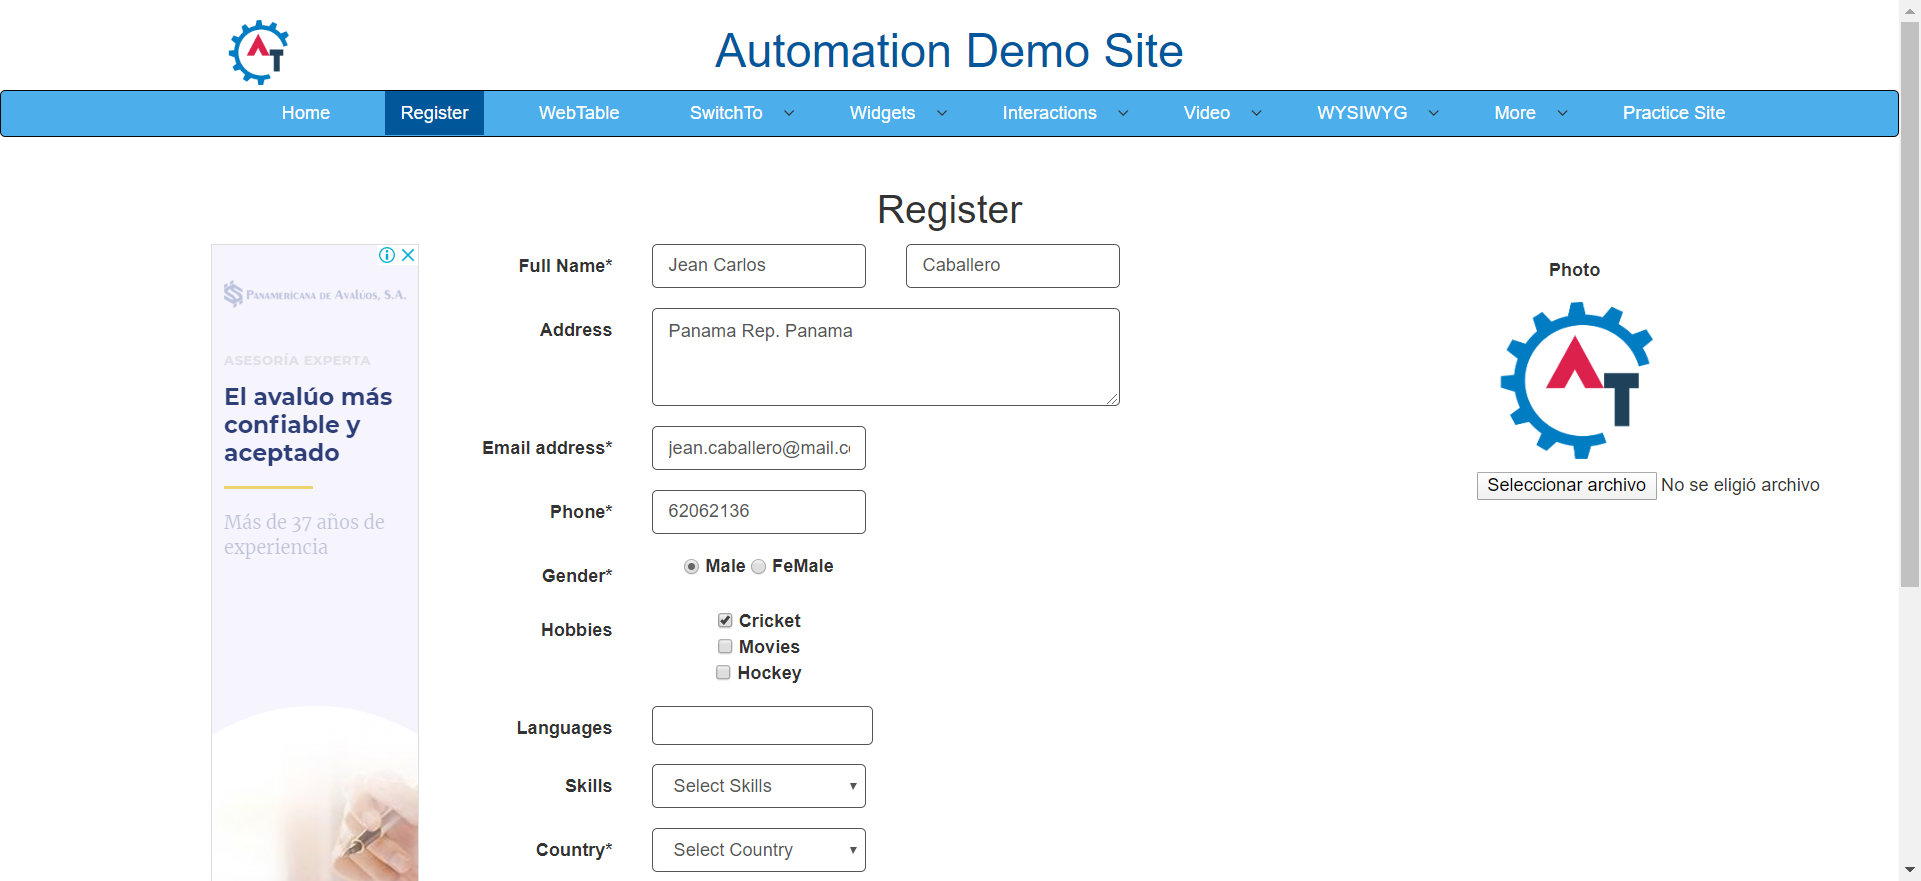 Automation Demo Site
Home Register WebTable SwitchTo Widgets Interactions Video WYSIWYG More Practice Site
Register
PANAMERICANA DE AVALÚOS, S.A.
ASESORÍA EXPERTA
El avalúo más
confiable y
aceptado
Más de 37 años de
experiencia
Full Name* Jean Carlos Caballero
Address Panama Rep. Panama
Email address* jean.caballero@mail.c
Phone* 62062136
Gender* Male FeMale
Hobbies Cricket
Movies
Hockey
Languages
Skills Select Skills
Country* Select Country
Photo
AT
Seleccionar archivo No se eligió archivo